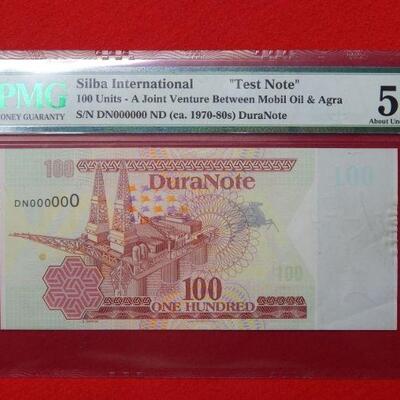 PMG
MONEY GUARANTY
Silba International "Test Note"
100 Units - A Joint Venture Between Mobil Oil & Agra
S/N DN000000 ND (ca. 1970-80s) DuraNote
5
About Unc
100
DuraNote
100
DN000000
100
100
ONE HUNDRED